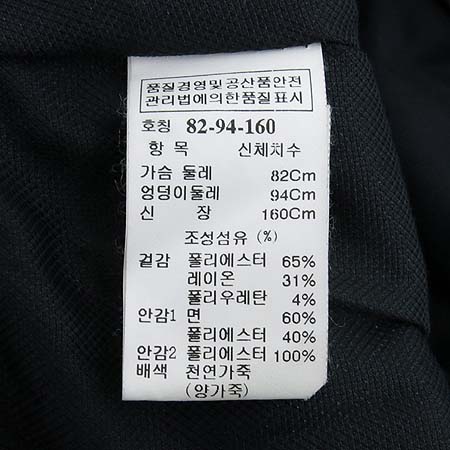 품질경영및공산품안전
관리법에의한품질표시
호칭 82-94-160
항 목 신체치수
가슴 둘레 82Cm
엉덩이둘레 94Cm
신 장 160Cm
조성섬유 (%)
겉감 폴리에스터 65%
레이온 31%
폴리우레탄 4%
안감1 면 60%
폴리에스터 40%
안감2 폴리에스터 100%
배색 천연가죽
(양가죽)